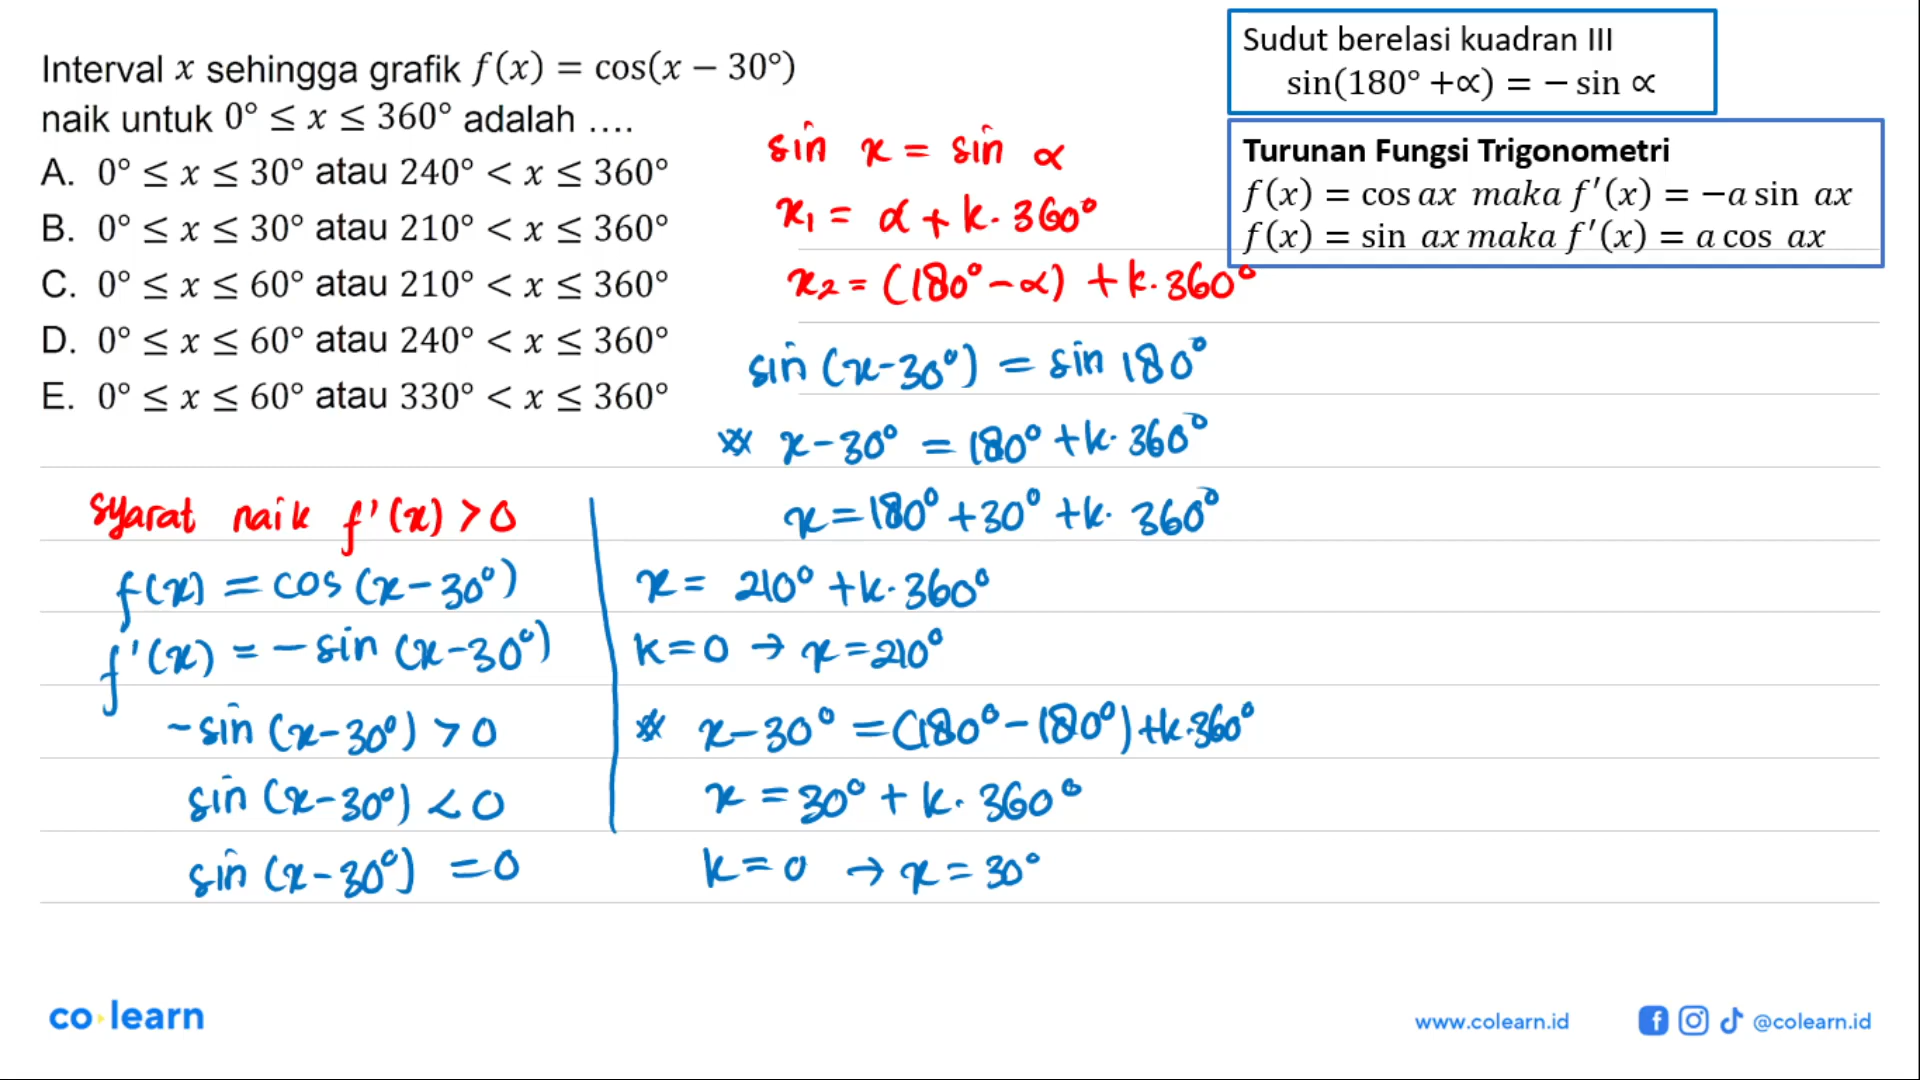 Interval x sehingga grafik f(x) = cos(x − 30°)
naik untuk 0° ≤ x ≤ 360° adalah ....
A. 0° ≤ x ≤ 30° atau 240° < x ≤ 360°
B. 0° ≤ x ≤ 30° atau 210° < x ≤ 360°
C. 0° ≤ x ≤ 60° atau 210° < x ≤ 360°
D. 0° ≤ x ≤ 60° atau 240° < x ≤ 360°
E. 0° ≤ x ≤ 60° atau 330° < x ≤ 360°
Sudut berelasi kuadran III
sin(180° +∝) = − sin ∝
Turunan Fungsi Trigonometri
f(x) = cos ax maka f′(x) = −a sin ax
f(x) = sin ax maka f′(x) = a cos ax
sin x = sin α
x₁ = α + k. 360°
x₂ = (180° − α) + k. 360°
sin (x−30°) = sin 180°
** x − 30° = 180° + k. 360°
x = 180° + 30° + k. 360°
syarat naik f'(x) > 0
f(x) = cos (x−30°)
f'(x) = − sin (x−30°)
− sin (x−30°) > 0
sin (x−30°) < 0
sin (x−30°) = 0
x = 210° + k. 360°
k = 0 → x = 210°
** x − 30° = (180° − 180°) + k. 360°
x = 30° + k. 360°
k = 0 → x = 30°
co learn
www.colearn.id
@colearn.id